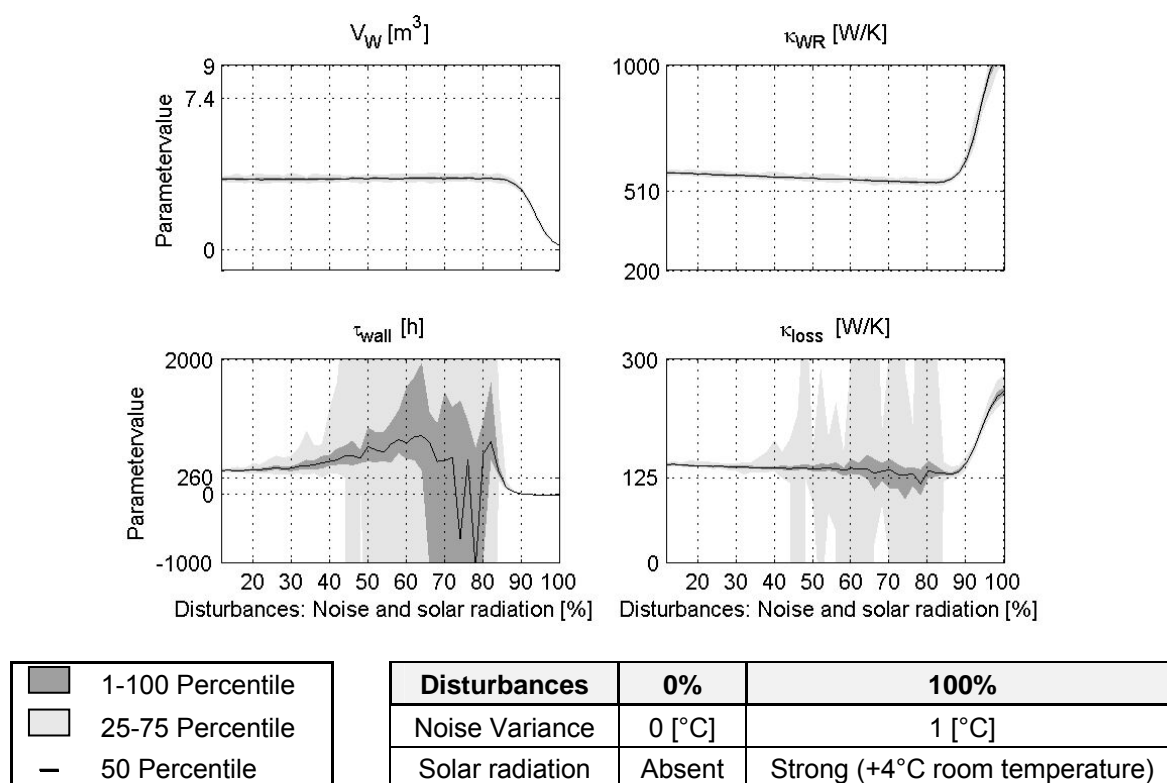 V_W [m³]
κ_WR [W/K]
Parametervalue
9
7.4
0
1000
510
200
τ_wall [h]
κ_loss [W/K]
Parametervalue
2000
260
0
-1000
300
125
0
20 30 40 50 60 70 80 90 100
20 30 40 50 60 70 80 90 100
Disturbances: Noise and solar radiation [%]
Disturbances: Noise and solar radiation [%]
1-100 Percentile
25-75 Percentile
– 50 Percentile
Disturbances 0% 100%
Noise Variance 0 [°C] 1 [°C]
Solar radiation Absent Strong (+4°C room temperature)